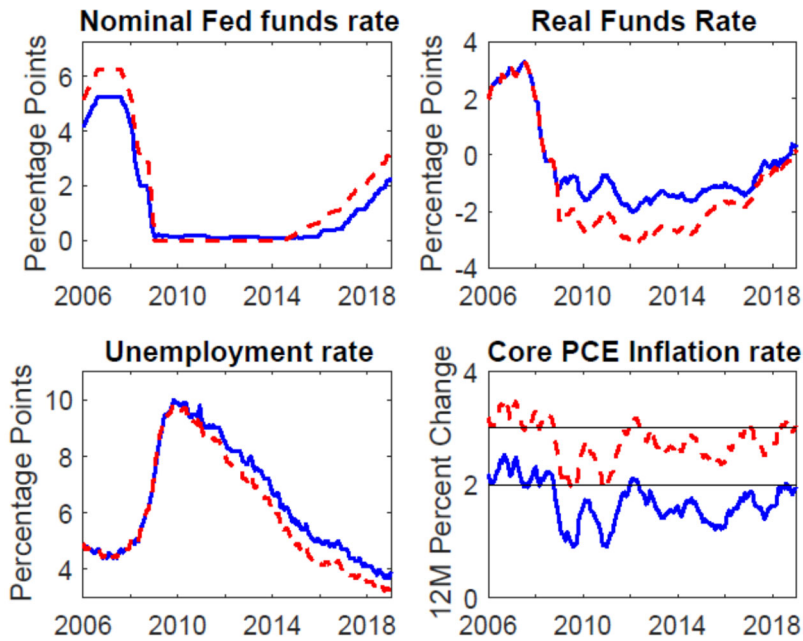 Nominal Fed funds rate
Percentage Points
6
4
2
0
2006 2010 2014 2018
Real Funds Rate
Percentage Points
4
2
0
-2
-4
2006 2010 2014 2018
Unemployment rate
Percentage Points
10
8
6
4
2006 2010 2014 2018
Core PCE Inflation rate
12M Percent Change
4
2
0
2006 2010 2014 2018